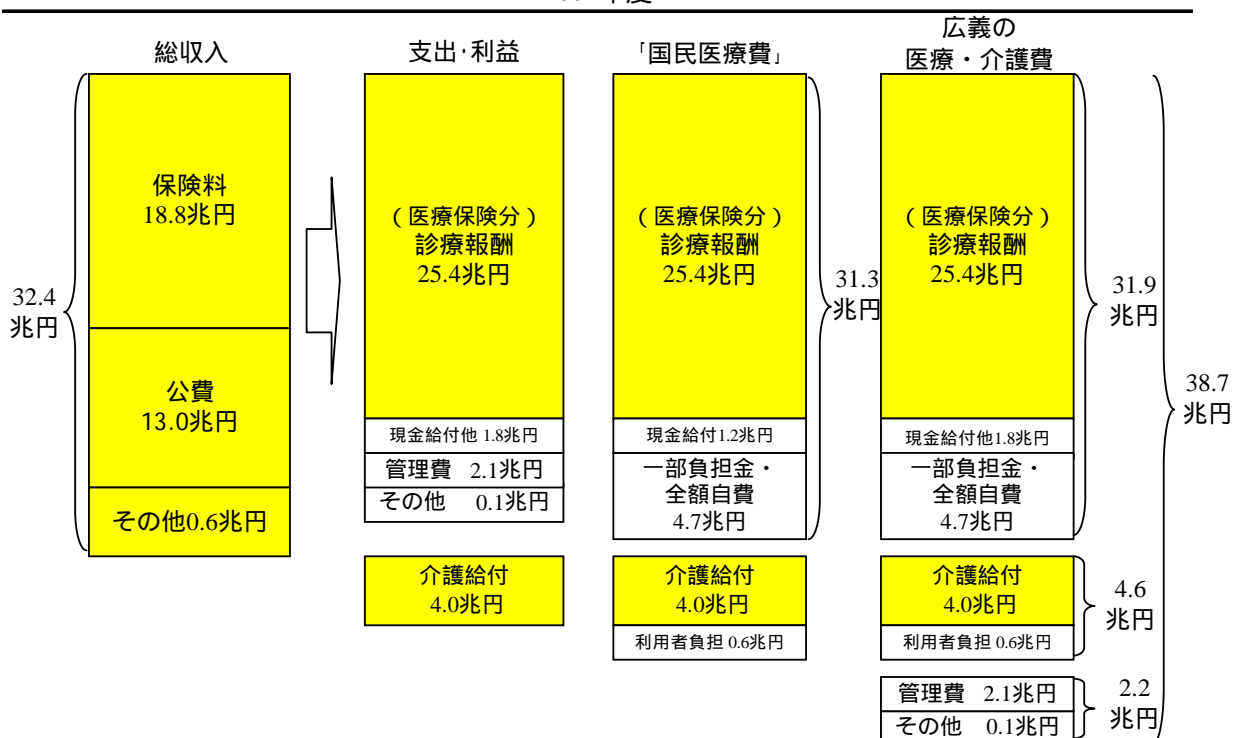 総収入
支出・利益
「国民医療費」
広義の
医療・介護費
32.4
兆円
保険料
18.8兆円
公費
13.0兆円
その他0.6兆円
（医療保険分）
診療報酬
25.4兆円
現金給付他 1.8兆円
管理費 2.1兆円
その他 0.1兆円
介護給付
4.0兆円
（医療保険分）
診療報酬
25.4兆円
現金給付1.2兆円
一部負担金・
全額自費
4.7兆円
31.3
兆円
介護給付
4.0兆円
利用者負担 0.6兆円
（医療保険分）
診療報酬
25.4兆円
現金給付他1.8兆円
一部負担金・
全額自費
4.7兆円
31.9
兆円
介護給付
4.0兆円
利用者負担 0.6兆円
4.6
兆円
管理費 2.1兆円
その他 0.1兆円
2.2
兆円
38.7
兆円